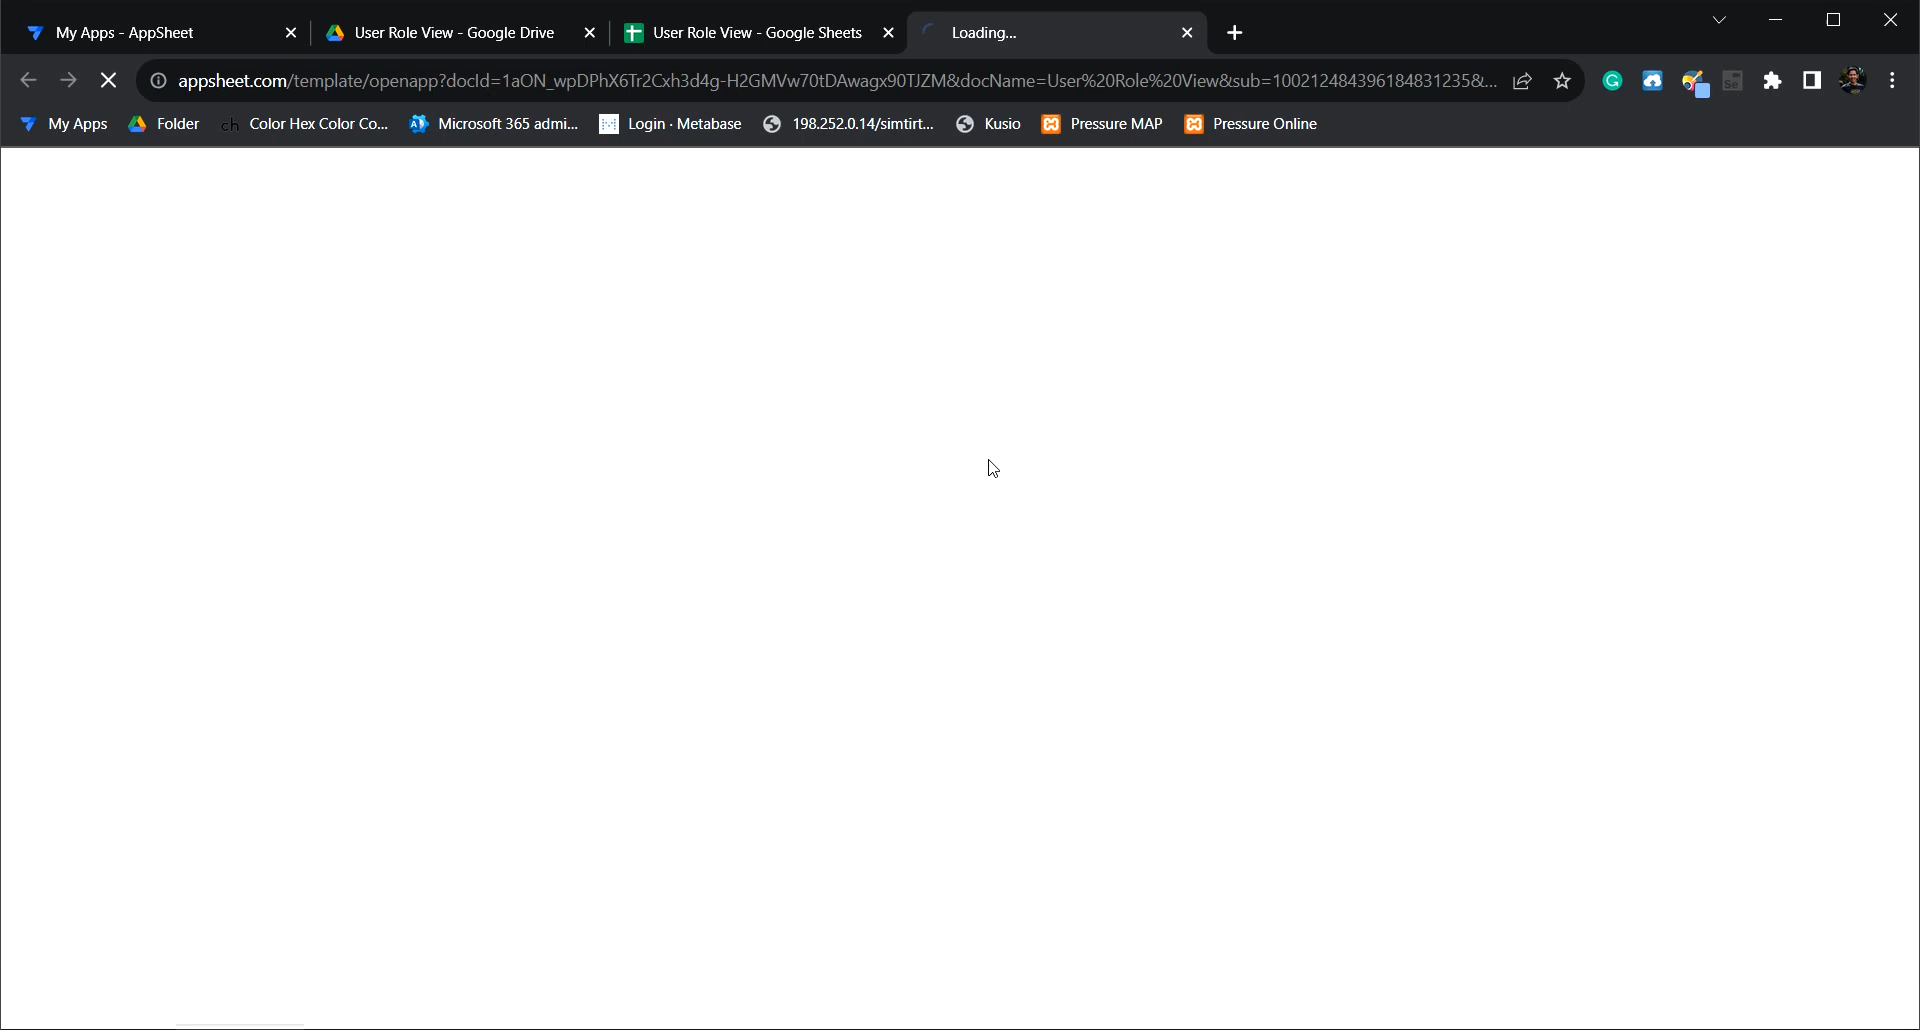 My Apps - AppSheet
User Role View - Google Drive
User Role View - Google Sheets
Loading...
appsheet.com/template/openapp?docId=1aON_wpDPhX6Tr2Cxh3d4g-H2GMVw70tDAwagx90TJZM&docName=User%20Role%20View&sub=100212484396184831235&...
My Apps
Folder
ch Color Hex Color Co...
Microsoft 365 admi...
Login · Metabase
198.252.0.14/simtirt...
Kusio
Pressure MAP
Pressure Online